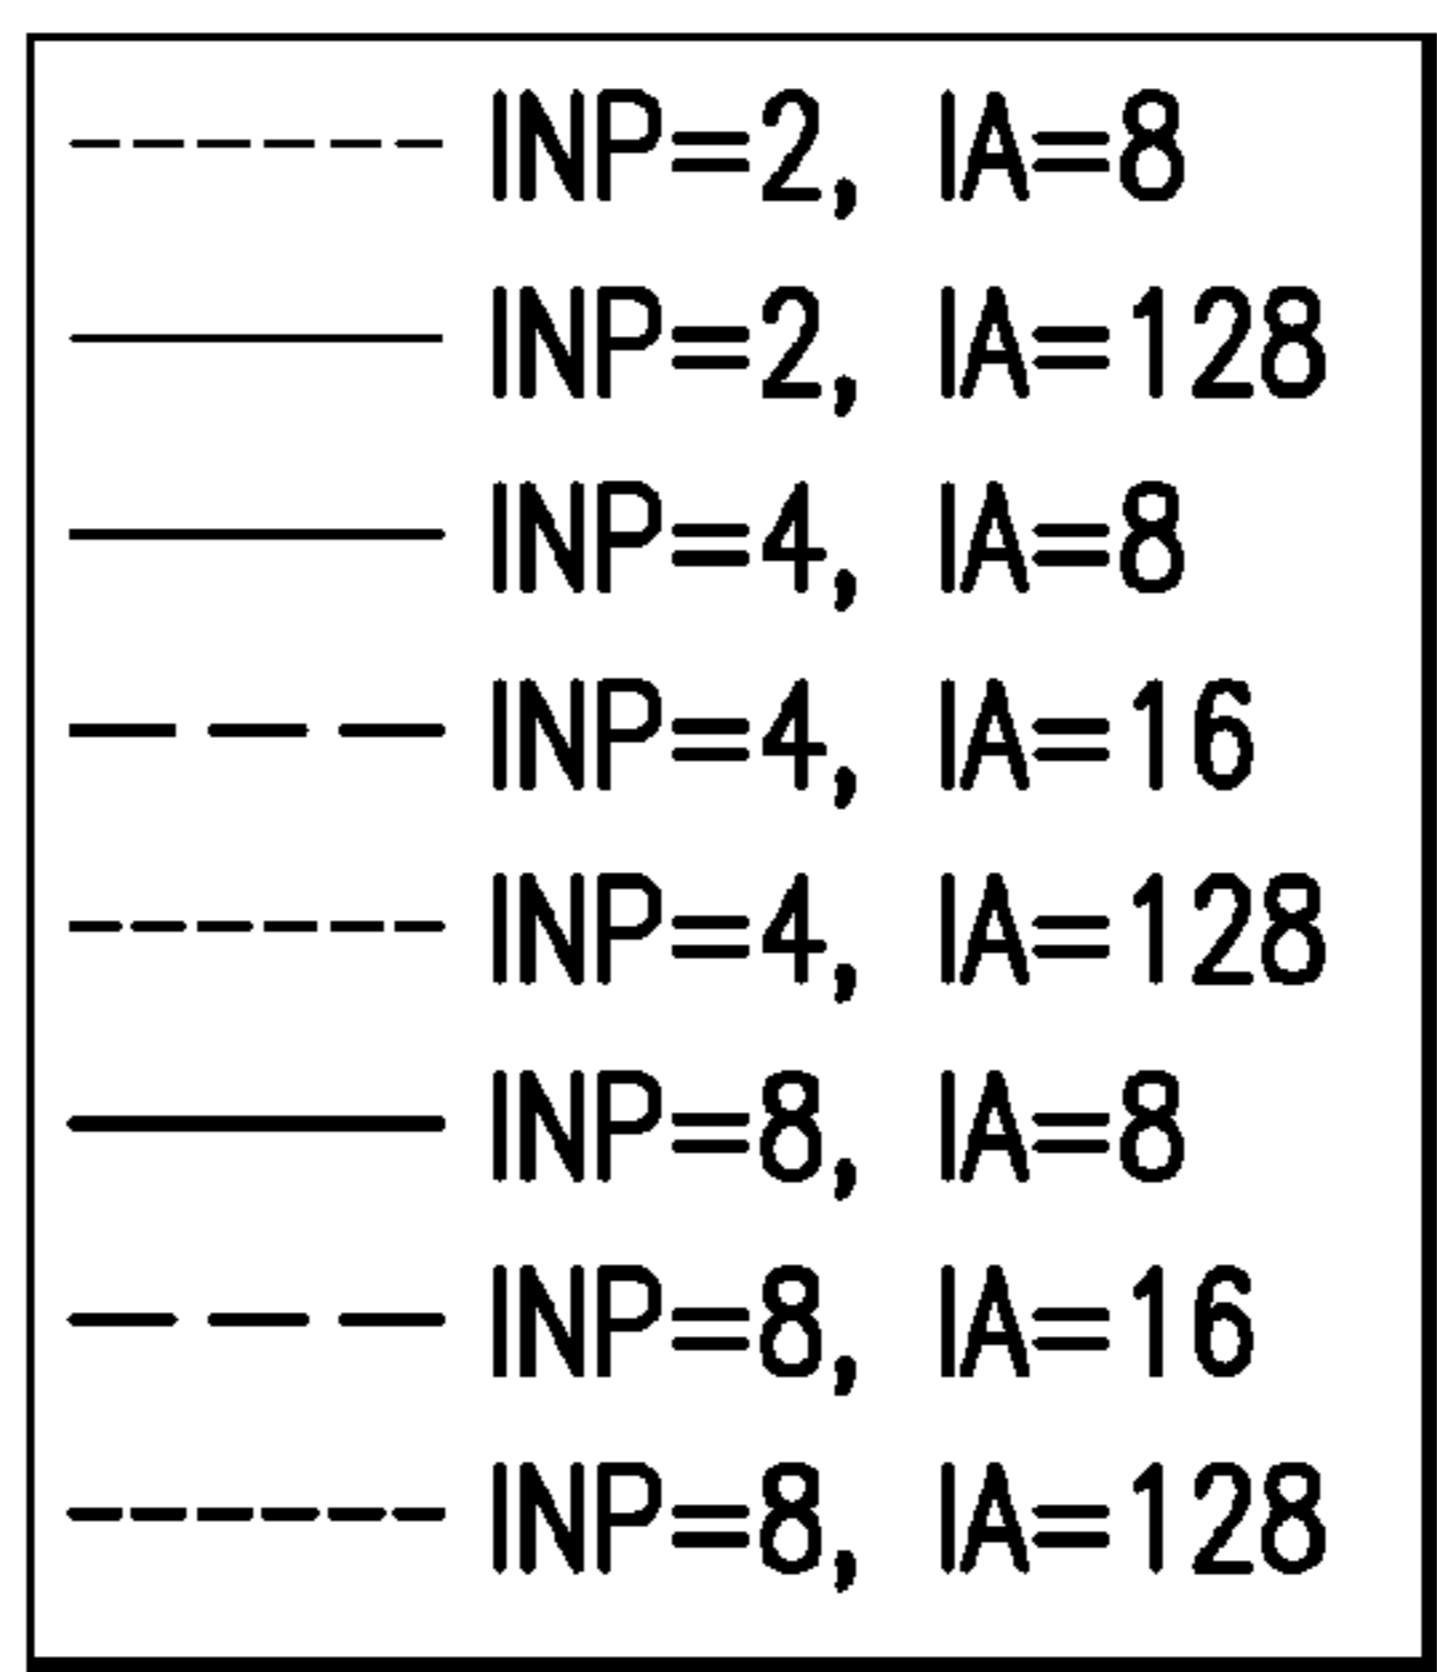 INP=2, IA=8
INP=2, IA=128
INP=4, IA=8
INP=4, IA=16
INP=4, IA=128
INP=8, IA=8
INP=8, IA=16
INP=8, IA=128